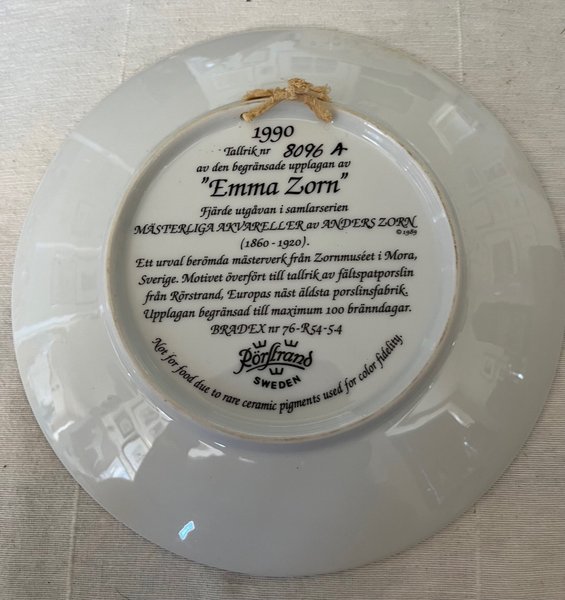 1990
Tallrik nr 8096 A
av den begränsade upplagan av
"Emma Zorn"
Fjärde utgåvan i samlarserien
MÄSTERLIGA AKVARELLER av ANDERS ZORN
©1989
(1860 - 1920).
Ett urval berömda mästerverk från Zornmuséet i Mora,
Sverige. Motivet överfört till tallrik av fältspatporslin
från Rörstrand, Europas näst äldsta porslinsfabrik.
Upplagan begränsad till maximum 100 bränndagar.
BRADEX nr 76-R54-5·4
Rörstrand
SWEDEN
Not for food due to rare ceramic pigments used for color fidelity.